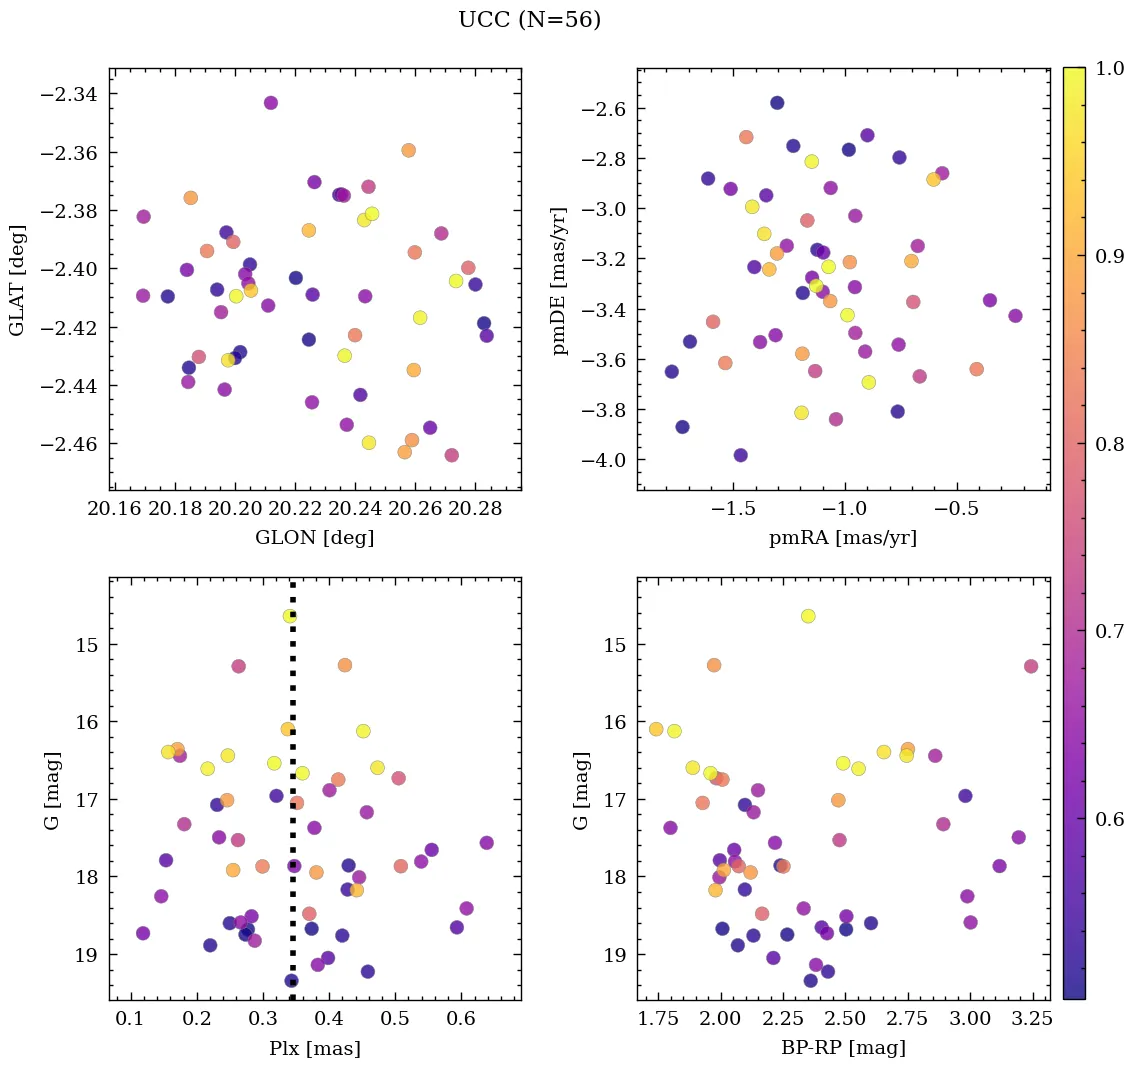 UCC (N=56)
−2.34
−2.36
−2.38
−2.40
−2.42
−2.44
−2.46
GLAT [deg]
20.16 20.18 20.20 20.22 20.24 20.26 20.28
GLON [deg]
−2.6
−2.8
−3.0
−3.2
−3.4
−3.6
−3.8
−4.0
pmDE [mas/yr]
−1.5 −1.0 −0.5
pmRA [mas/yr]
15
16
17
18
19
G [mag]
0.1 0.2 0.3 0.4 0.5 0.6
Plx [mas]
15
16
17
18
19
G [mag]
1.75 2.00 2.25 2.50 2.75 3.00 3.25
BP-RP [mag]
1.0
0.9
0.8
0.7
0.6